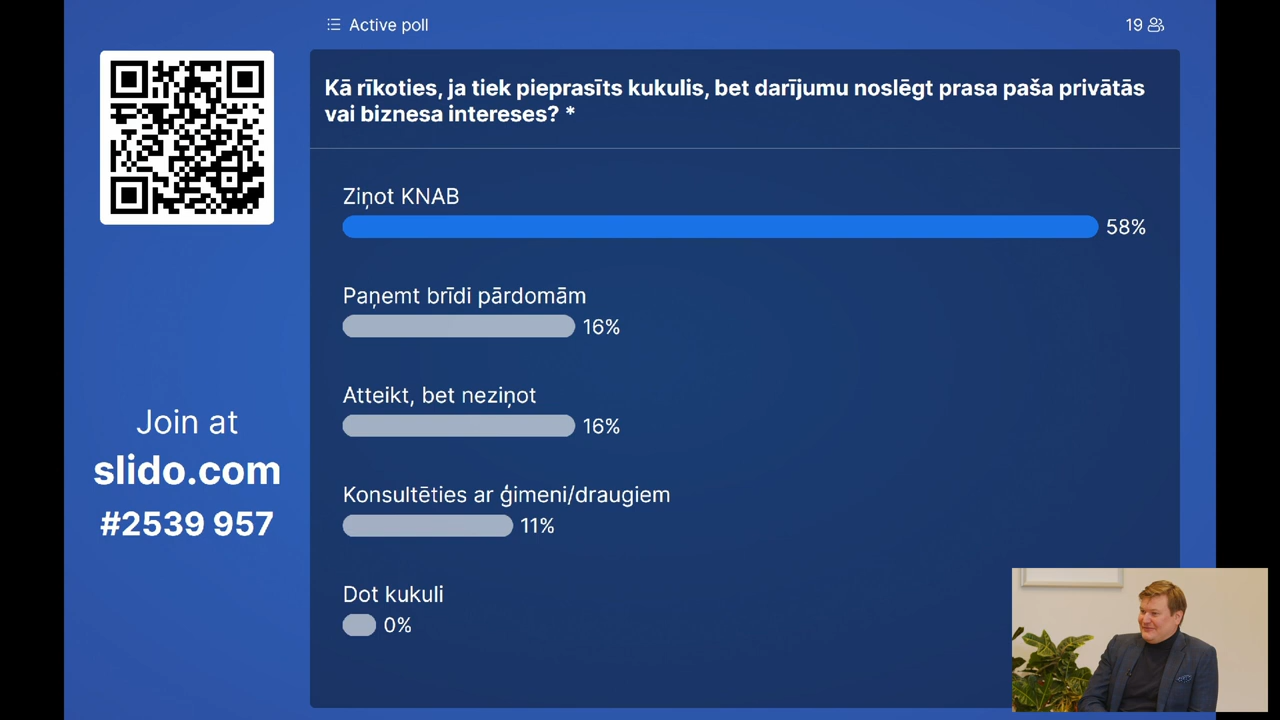 Active poll
19
Kā rīkoties, ja tiek pieprasīts kukulis, bet darījumu noslēgt prasa paša privātās
vai biznesa intereses? *
Ziņot KNAB
58%
Paņemt brīdi pārdomām
16%
Atteikt, bet neziņot
16%
Konsultēties ar ģimeni/draugiem
11%
Dot kukuli
0%
Join at
slido.com
#2539 957